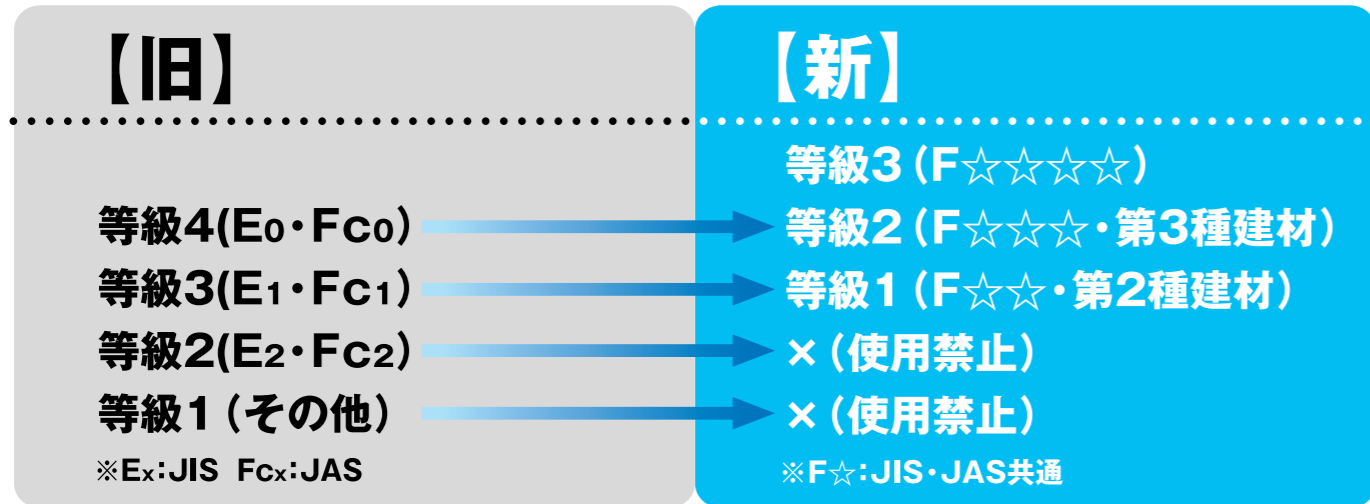 【旧】
等級4(E0・FC0)
等級3(E1・FC1)
等級2(E2・FC2)
等級1（その他）
※Ex：JIS FCx：JAS
【新】
等級3（F☆☆☆☆）
等級2（F☆☆☆・第3種建材）
等級1（F☆☆・第2種建材）
×（使用禁止）
×（使用禁止）
※F☆：JIS・JAS共通